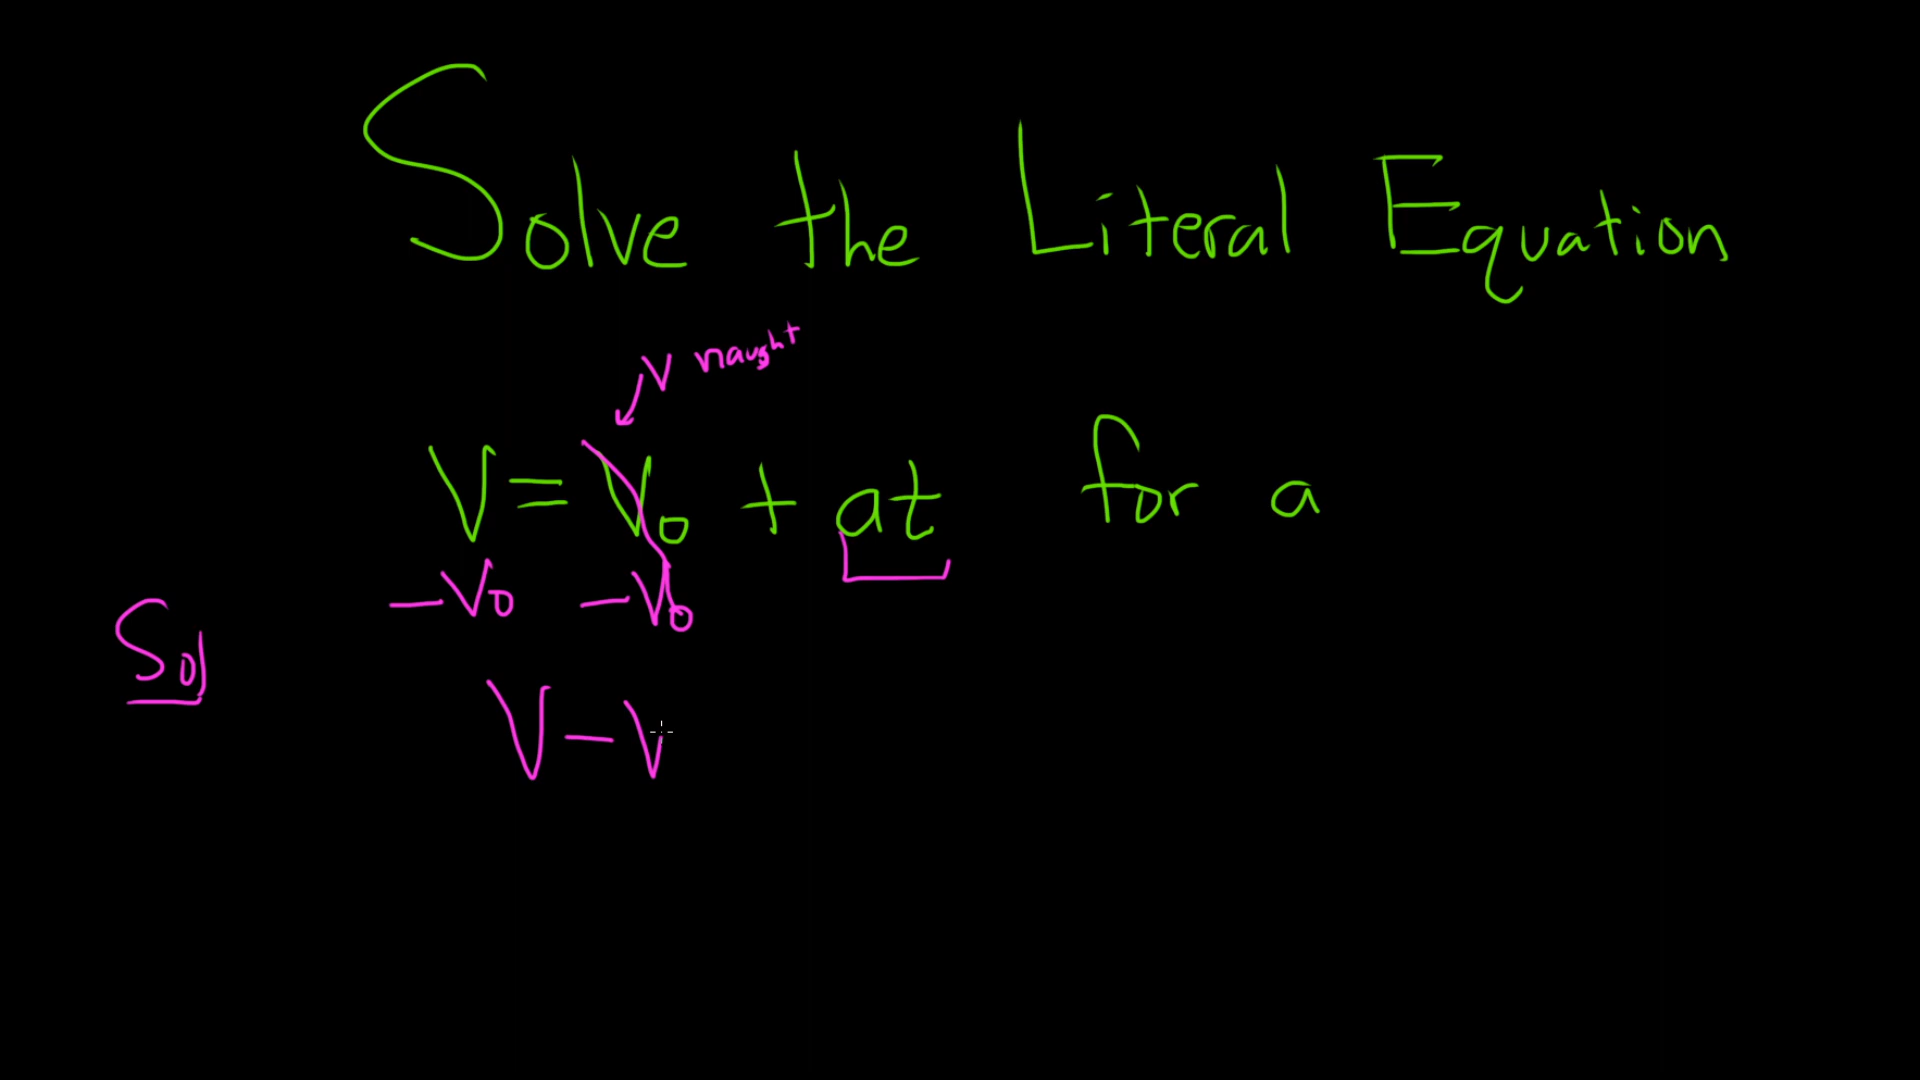 Solve the Literal Equation
V naught
V = V₀ + at for a
-V₀ -V₀
Sol
V - V